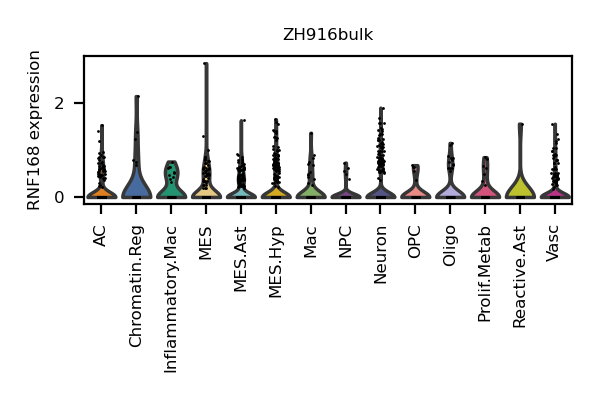 ZH916bulk
RNF168 expression
2
0
AC
Chromatin.Reg
Inflammatory.Mac
MES
MES.Ast
MES.Hyp
Mac
NPC
Neuron
OPC
Oligo
Prolif.Metab
Reactive.Ast
Vasc